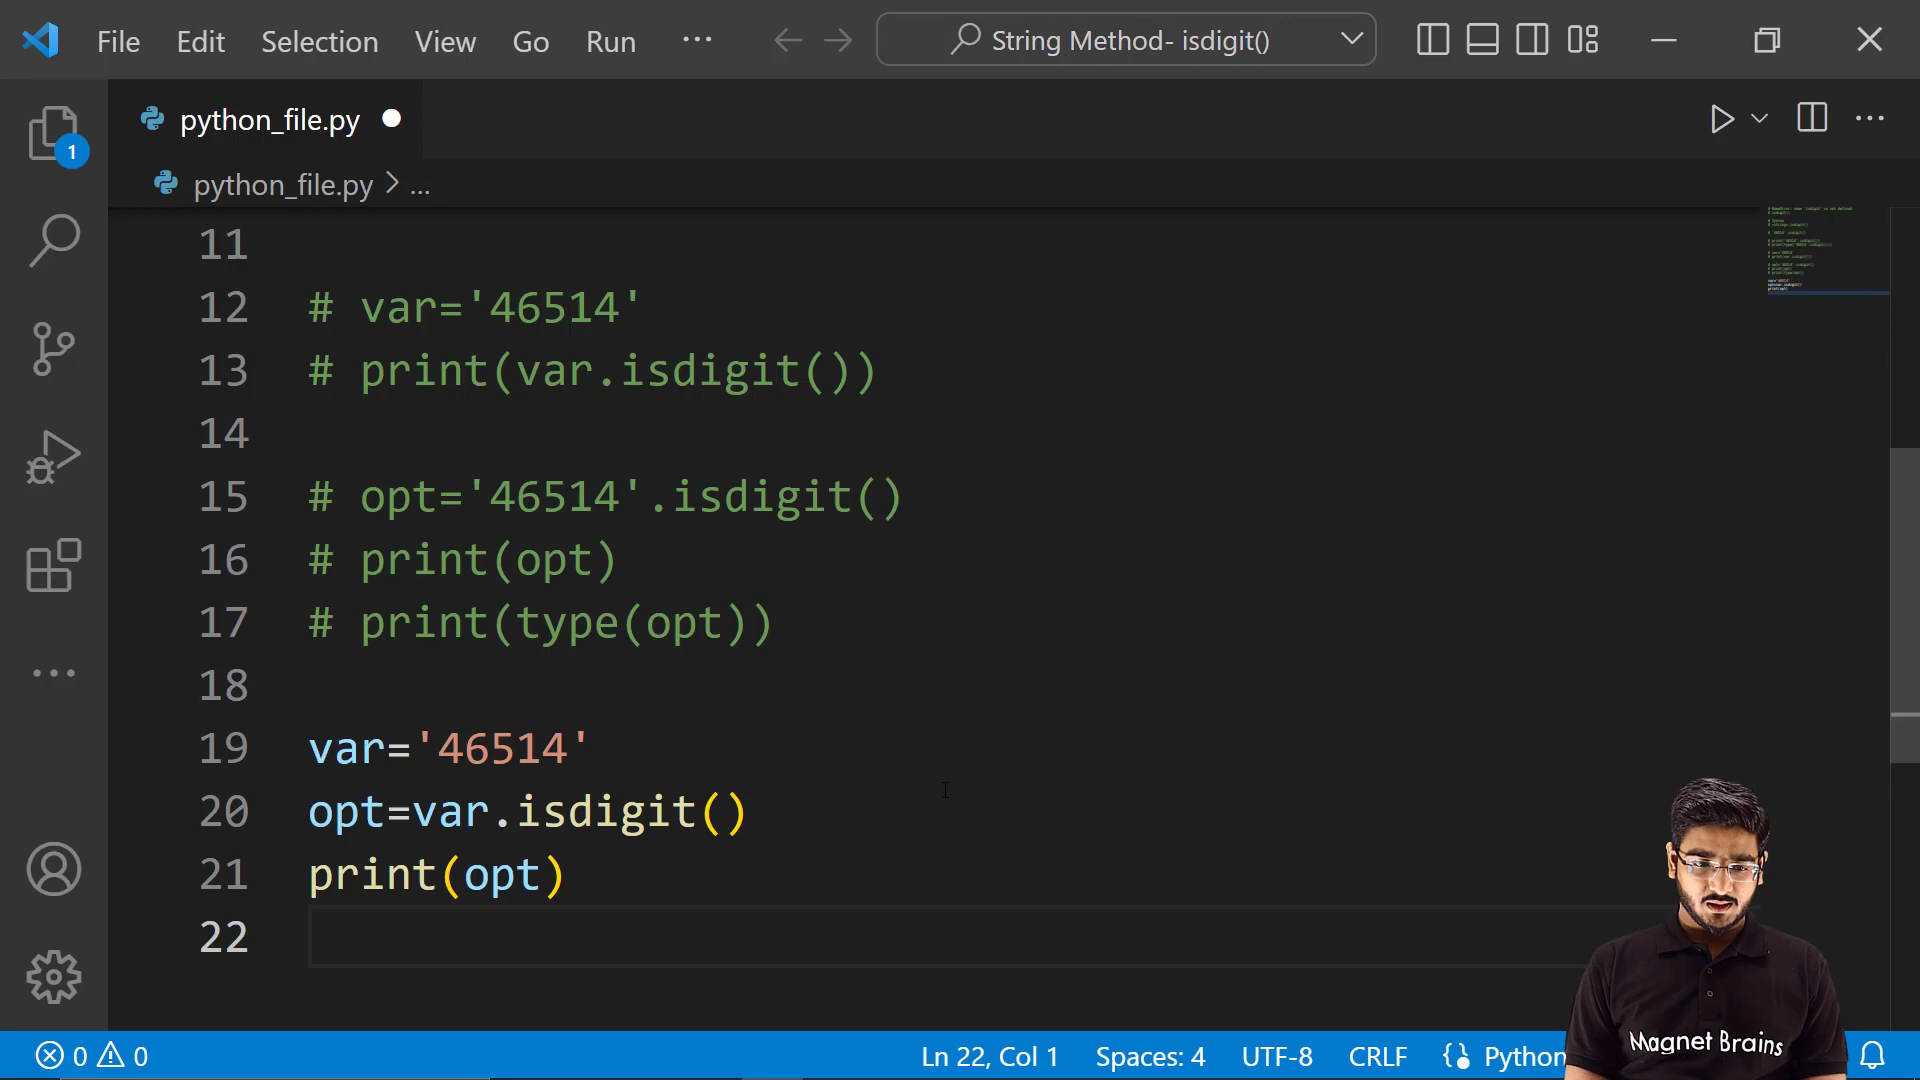 File Edit Selection View Go Run ... String Method- isdigit()
python_file.py
1
python_file.py > ...
11
12 # var='46514'
13 # print(var.isdigit())
14
15 # opt='46514'.isdigit()
16 # print(opt)
17 # print(type(opt))
18
19 var='46514'
20 opt=var.isdigit()
21 print(opt)
22
0 0 Ln 22, Col 1 Spaces: 4 UTF-8 CRLF {} Python
Magnet Brains